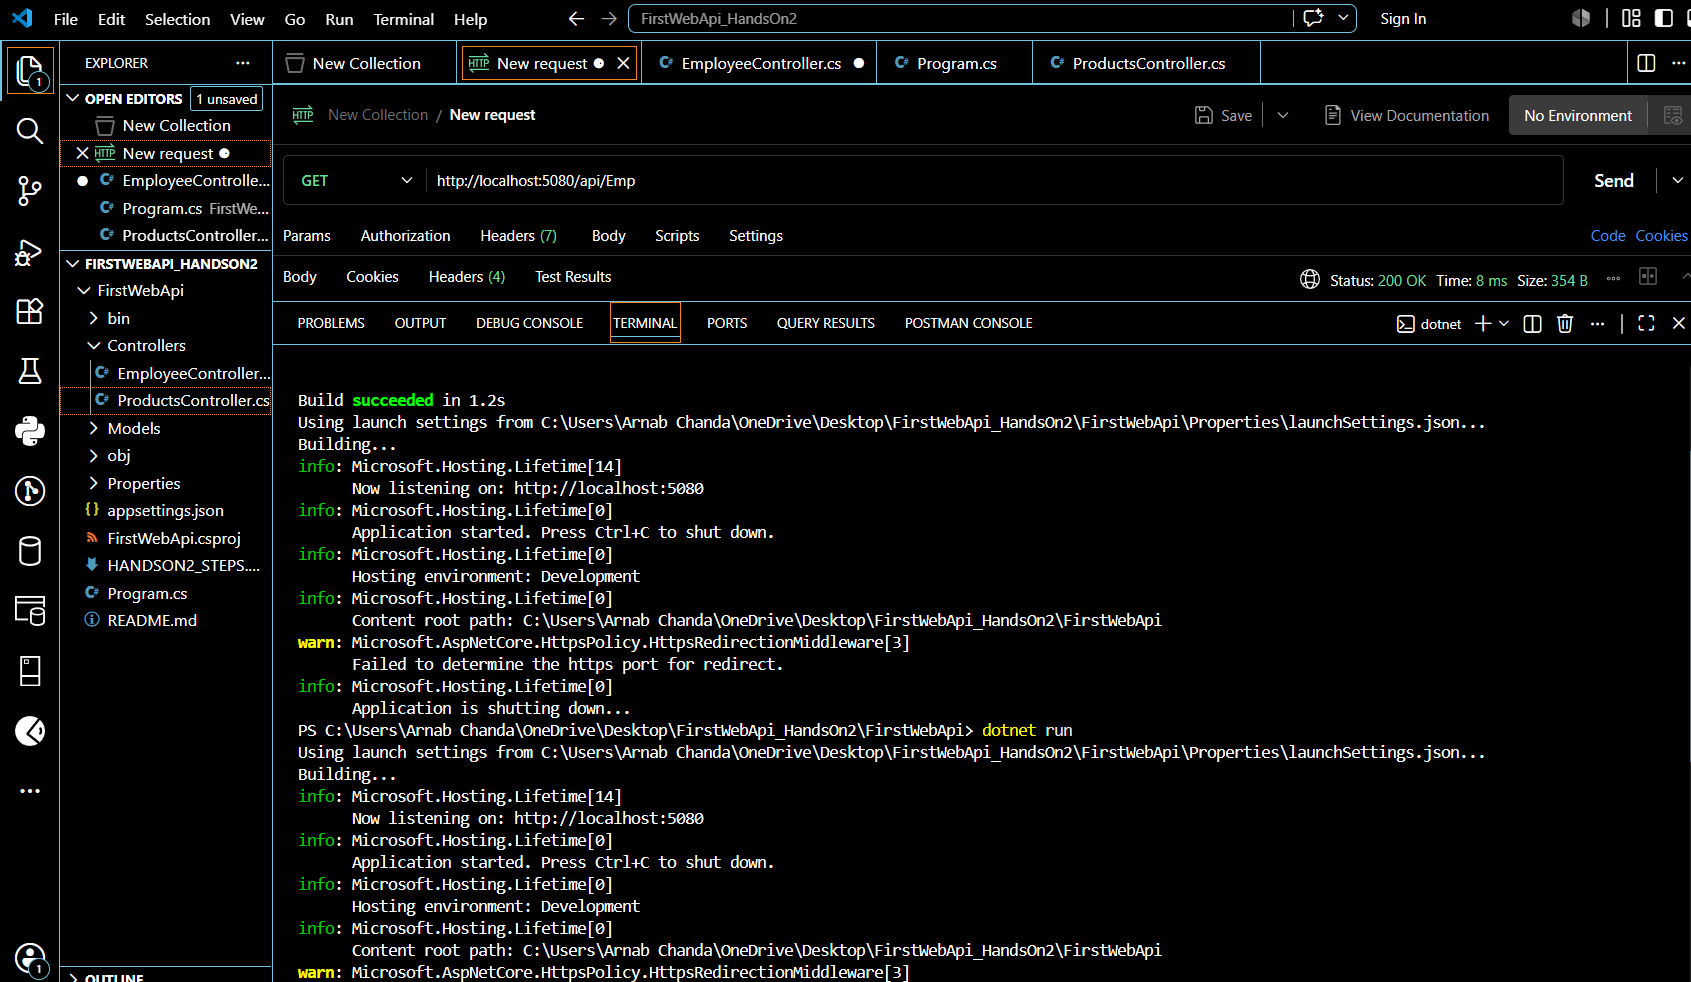 File Edit Selection View Go Run Terminal Help
FirstWebApi_HandsOn2
Sign In
1
EXPLORER
OPEN EDITORS 1 unsaved
New Collection
HTTP New request
C# EmployeeControlle...
C# Program.cs FirstWe...
C# ProductsController...
FIRSTWEBAPI_HANDSON2
FirstWebApi
bin
Controllers
C# EmployeeController...
C# ProductsController.cs
Models
obj
Properties
{} appsettings.json
FirstWebApi.csproj
HANDSON2_STEPS....
C# Program.cs
README.md
OUTLINE
1
New Collection
HTTP New request
C# EmployeeController.cs
C# Program.cs
C# ProductsController.cs
HTTP New Collection / New request
Save
View Documentation
No Environment
GET http://localhost:5080/api/Emp
Send
Params Authorization Headers (7) Body Scripts Settings
Code Cookies
Body Cookies Headers (4) Test Results
Status: 200 OK Time: 8 ms Size: 354 B
PROBLEMS OUTPUT DEBUG CONSOLE TERMINAL PORTS QUERY RESULTS POSTMAN CONSOLE
dotnet
Build succeeded in 1.2s
Using launch settings from C:\Users\Arnab Chanda\OneDrive\Desktop\FirstWebApi_HandsOn2\FirstWebApi\Properties\launchSettings.json...
Building...
info: Microsoft.Hosting.Lifetime[14]
Now listening on: http://localhost:5080
info: Microsoft.Hosting.Lifetime[0]
Application started. Press Ctrl+C to shut down.
info: Microsoft.Hosting.Lifetime[0]
Hosting environment: Development
info: Microsoft.Hosting.Lifetime[0]
Content root path: C:\Users\Arnab Chanda\OneDrive\Desktop\FirstWebApi_HandsOn2\FirstWebApi
warn: Microsoft.AspNetCore.HttpsPolicy.HttpsRedirectionMiddleware[3]
Failed to determine the https port for redirect.
info: Microsoft.Hosting.Lifetime[0]
Application is shutting down...
PS C:\Users\Arnab Chanda\OneDrive\Desktop\FirstWebApi_HandsOn2\FirstWebApi> dotnet run
Using launch settings from C:\Users\Arnab Chanda\OneDrive\Desktop\FirstWebApi_HandsOn2\FirstWebApi\Properties\launchSettings.json...
Building...
info: Microsoft.Hosting.Lifetime[14]
Now listening on: http://localhost:5080
info: Microsoft.Hosting.Lifetime[0]
Application started. Press Ctrl+C to shut down.
info: Microsoft.Hosting.Lifetime[0]
Hosting environment: Development
info: Microsoft.Hosting.Lifetime[0]
Content root path: C:\Users\Arnab Chanda\OneDrive\Desktop\FirstWebApi_HandsOn2\FirstWebApi
warn: Microsoft.AspNetCore.HttpsPolicy.HttpsRedirectionMiddleware[3]